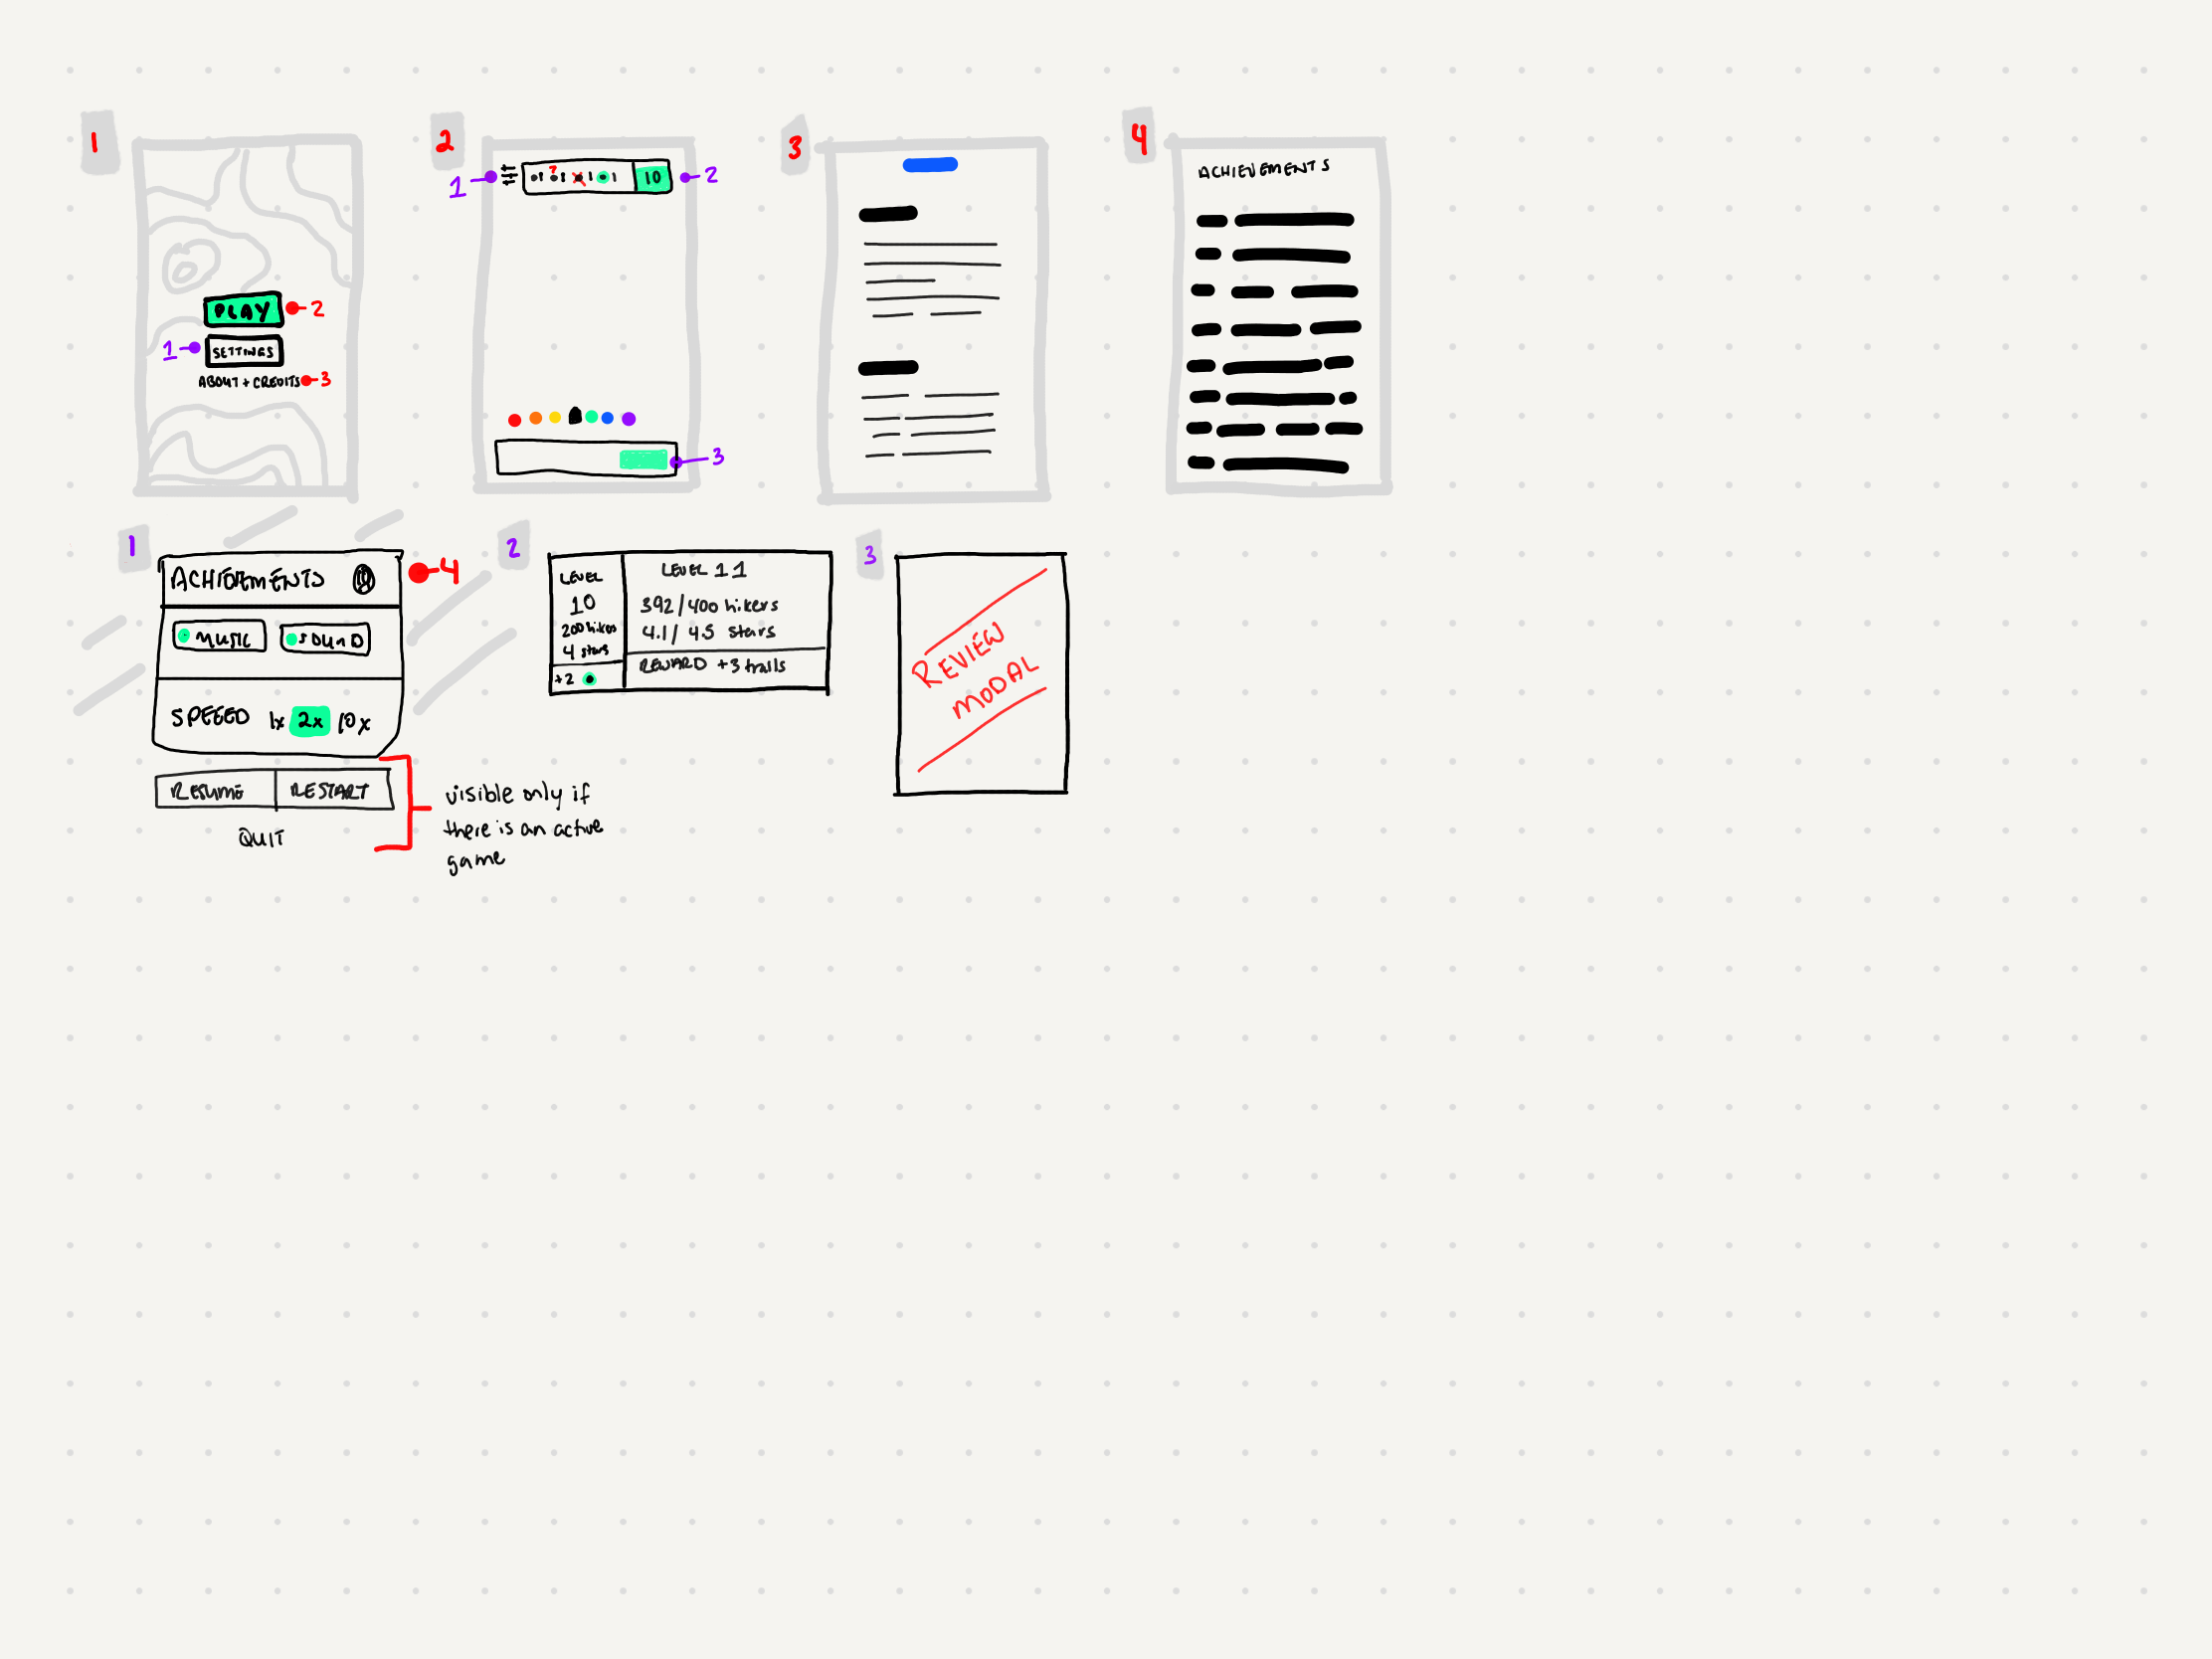 1
PLAY
2
1
SETTINGS
ABOUT + CREDITS
3
2
1
?
10
2
3
3
4
ACHIEVEMENTS
1
ACHIEVEMENTS
4
MUSIC
SOUND
SPEEED 1x 2x 10x
RESUME
RESTART
QUIT
visible only if
there is an active
game
2
LEVEL
10
200 hikes
4 stars
+2
LEVEL 11
392/400 hikers
4.1/4.5 stars
REWARD +3 trails
3
REVIEW
MODAL